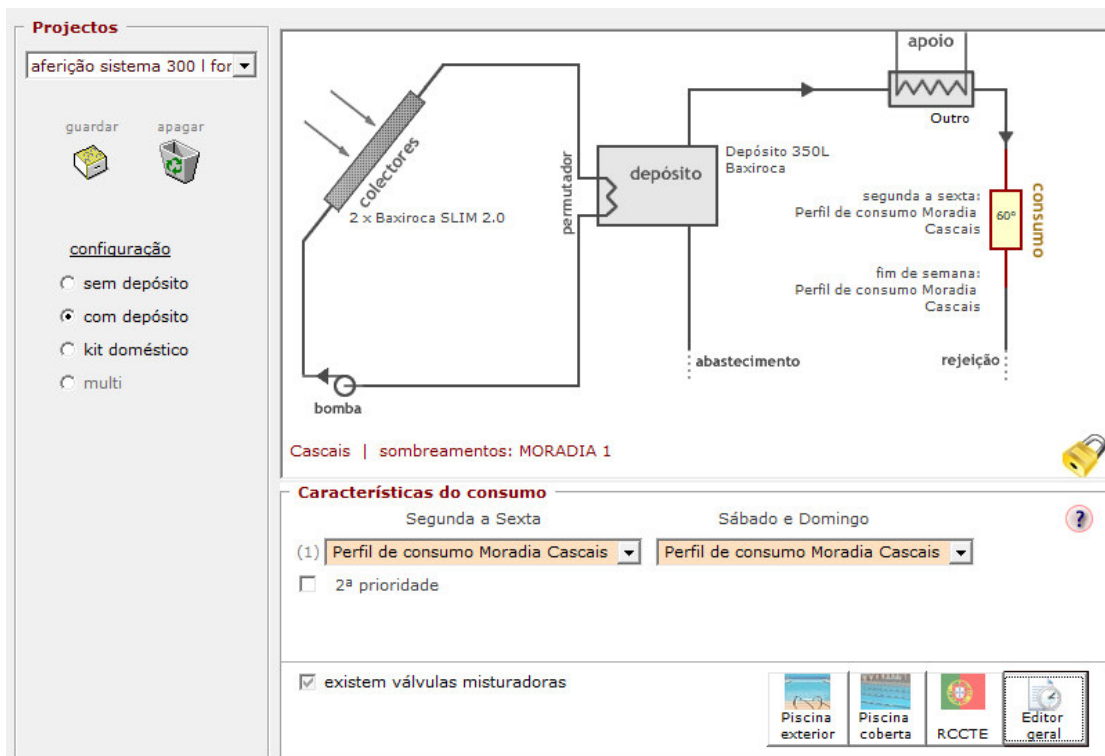 Projectos
aferição sistema 300 l for
guardar apagar
configuração
sem depósito
com depósito
kit doméstico
multi
apoio
Outro
colectores
2 x Baxiroca SLIM 2.0
permutador
depósito
Depósito 350L
Baxiroca
segunda a sexta:
Perfil de consumo Moradia
Cascais
60º
consumo
fim de semana:
Perfil de consumo Moradia
Cascais
abastecimento
rejeição
bomba
Cascais | sombreamentos: MORADIA 1
Características do consumo
Segunda a Sexta Sábado e Domingo
(1) Perfil de consumo Moradia Cascais Perfil de consumo Moradia Cascais
2ª prioridade
existem válvulas misturadoras
Piscina
exterior
Piscina
coberta
RCCTE
Editor
geral